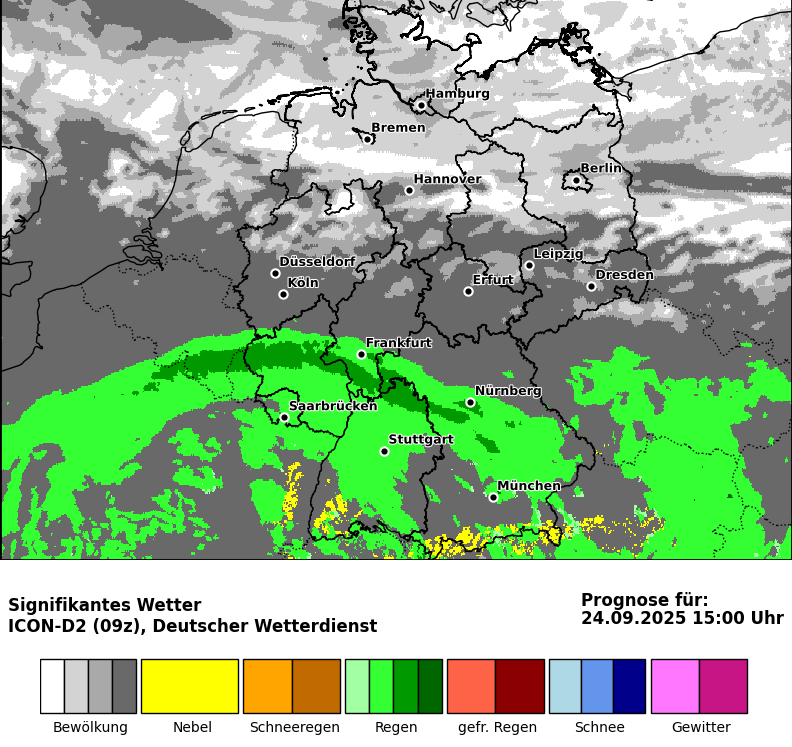 Hamburg
Bremen
Hannover
Berlin
Düsseldorf
Köln
Leipzig
Erfurt
Dresden
Frankfurt
Nürnberg
Saarbrücken
Stuttgart
München
Signifikantes Wetter
ICON-D2 (09z), Deutscher Wetterdienst
Prognose für:
24.09.2025 15:00 Uhr
Bewölkung Nebel Schneeregen Regen gefr. Regen Schnee Gewitter